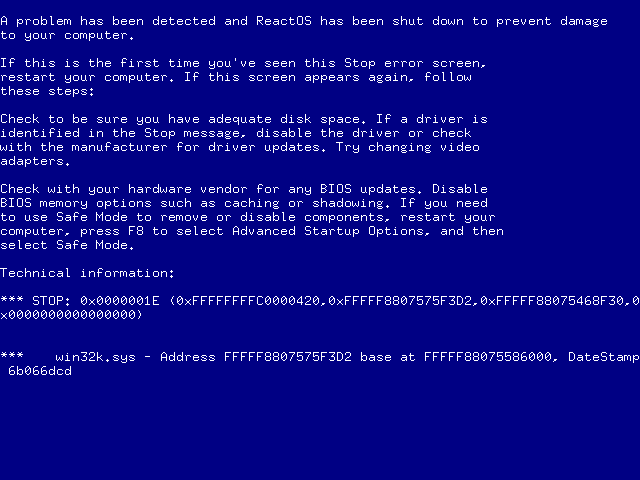 A problem has been detected and ReactOS has been shut down to prevent damage
to your computer.
If this is the first time you've seen this Stop error screen,
restart your computer. If this screen appears again, follow
these steps:
Check to be sure you have adequate disk space. If a driver is
identified in the Stop message, disable the driver or check
with the manufacturer for driver updates. Try changing video
adapters.
Check with your hardware vendor for any BIOS updates. Disable
BIOS memory options such as caching or shadowing. If you need
to use Safe Mode to remove or disable components, restart your
computer, press F8 to select Advanced Startup Options, and then
select Safe Mode.
Technical information:
*** STOP: 0x0000001E (0xFFFFFFFFC0000420,0xFFFFF8807575F3D2,0xFFFFF88075468F30,0
x0000000000000000)
***    win32k.sys - Address FFFFF8807575F3D2 base at FFFFF88075586000, DateStamp
6b066dcd